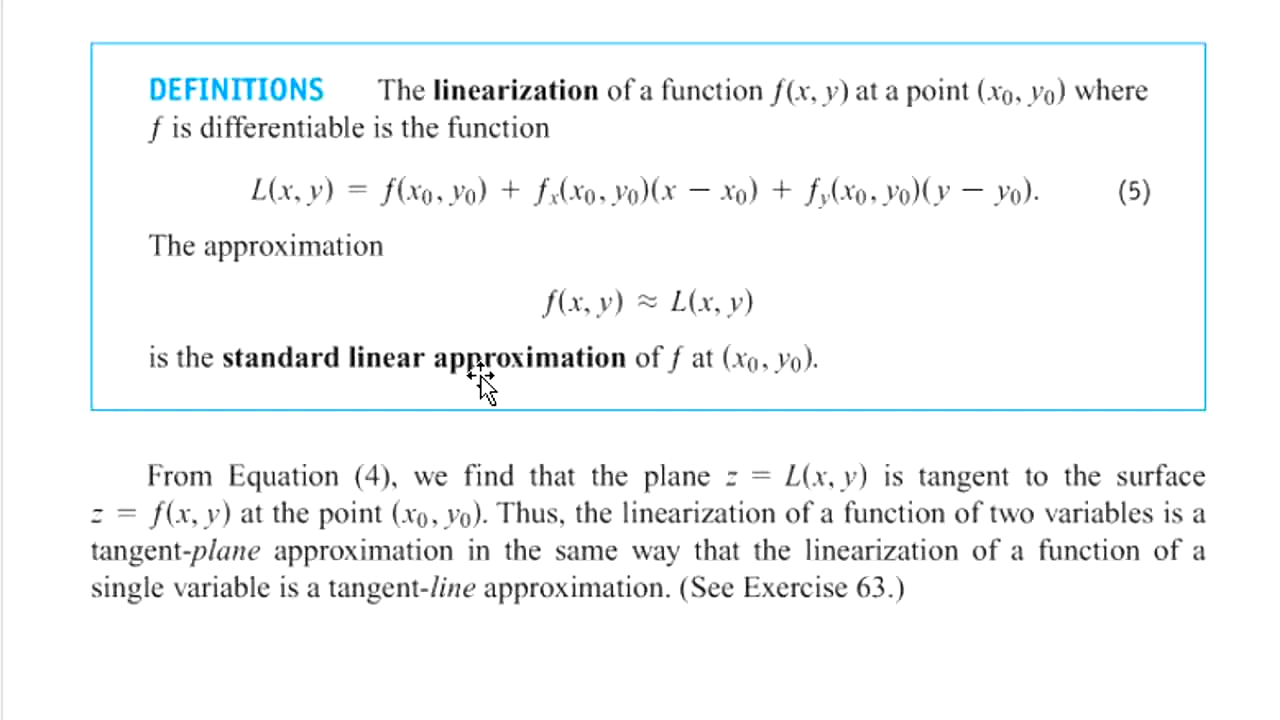 DEFINITIONS The linearization of a function f(x, y) at a point (x₀, y₀) where
f is differentiable is the function
L(x, y) = f(x₀, y₀) + fₓ(x₀, y₀)(x − x₀) + f_y(x₀, y₀)(y − y₀). (5)
The approximation
f(x, y) ≈ L(x, y)
is the standard linear approximation of f at (x₀, y₀).
From Equation (4), we find that the plane z = L(x, y) is tangent to the surface
z = f(x, y) at the point (x₀, y₀). Thus, the linearization of a function of two variables is a
tangent-plane approximation in the same way that the linearization of a function of a
single variable is a tangent-line approximation. (See Exercise 63.)